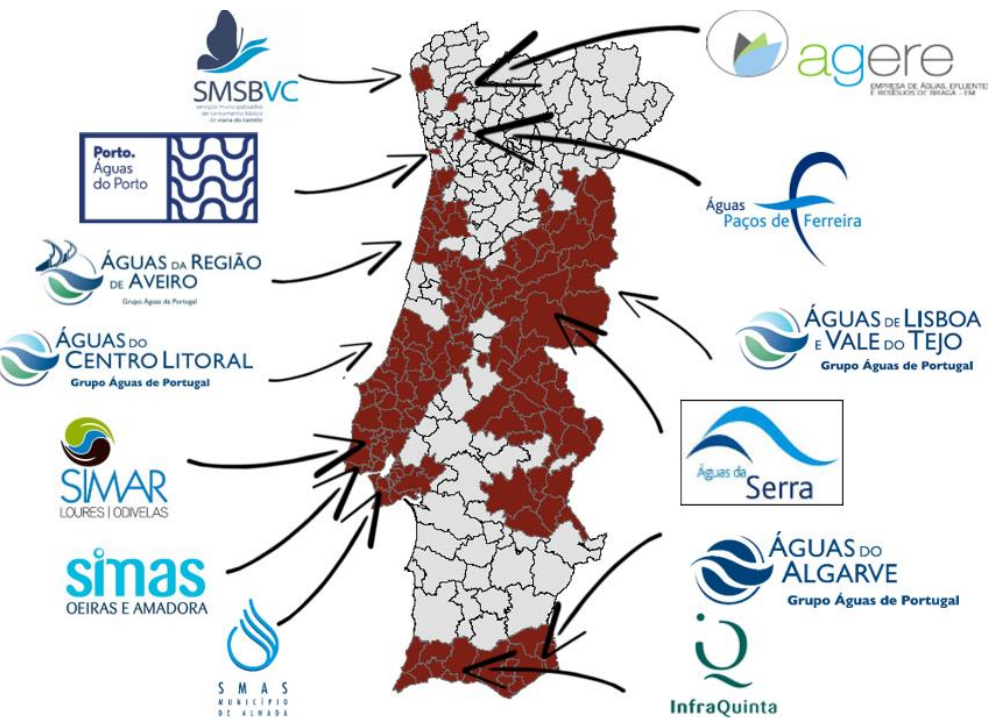 SMSBVC
serviços municipalizados
de saneamento básico
de viana do castelo
agere
EMPRESA DE ÁGUAS, EFLUENTES
E RESÍDUOS DE BRAGA - EM
Porto.
Águas
do Porto
Águas
Paços de Ferreira
ÁGUAS DA REGIÃO
DE AVEIRO
Grupo Águas de Portugal
ÁGUAS DE LISBOA
E VALE DO TEJO
Grupo Águas de Portugal
ÁGUAS DO
CENTRO LITORAL
Grupo Águas de Portugal
SIMAR
LOURES | ODIVELAS
Águas da
Serra
simas
OEIRAS E AMADORA
ÁGUAS DO
ALGARVE
Grupo Águas de Portugal
SMAS
MUNICÍPIO
DE ALMADA
InfraQuinta